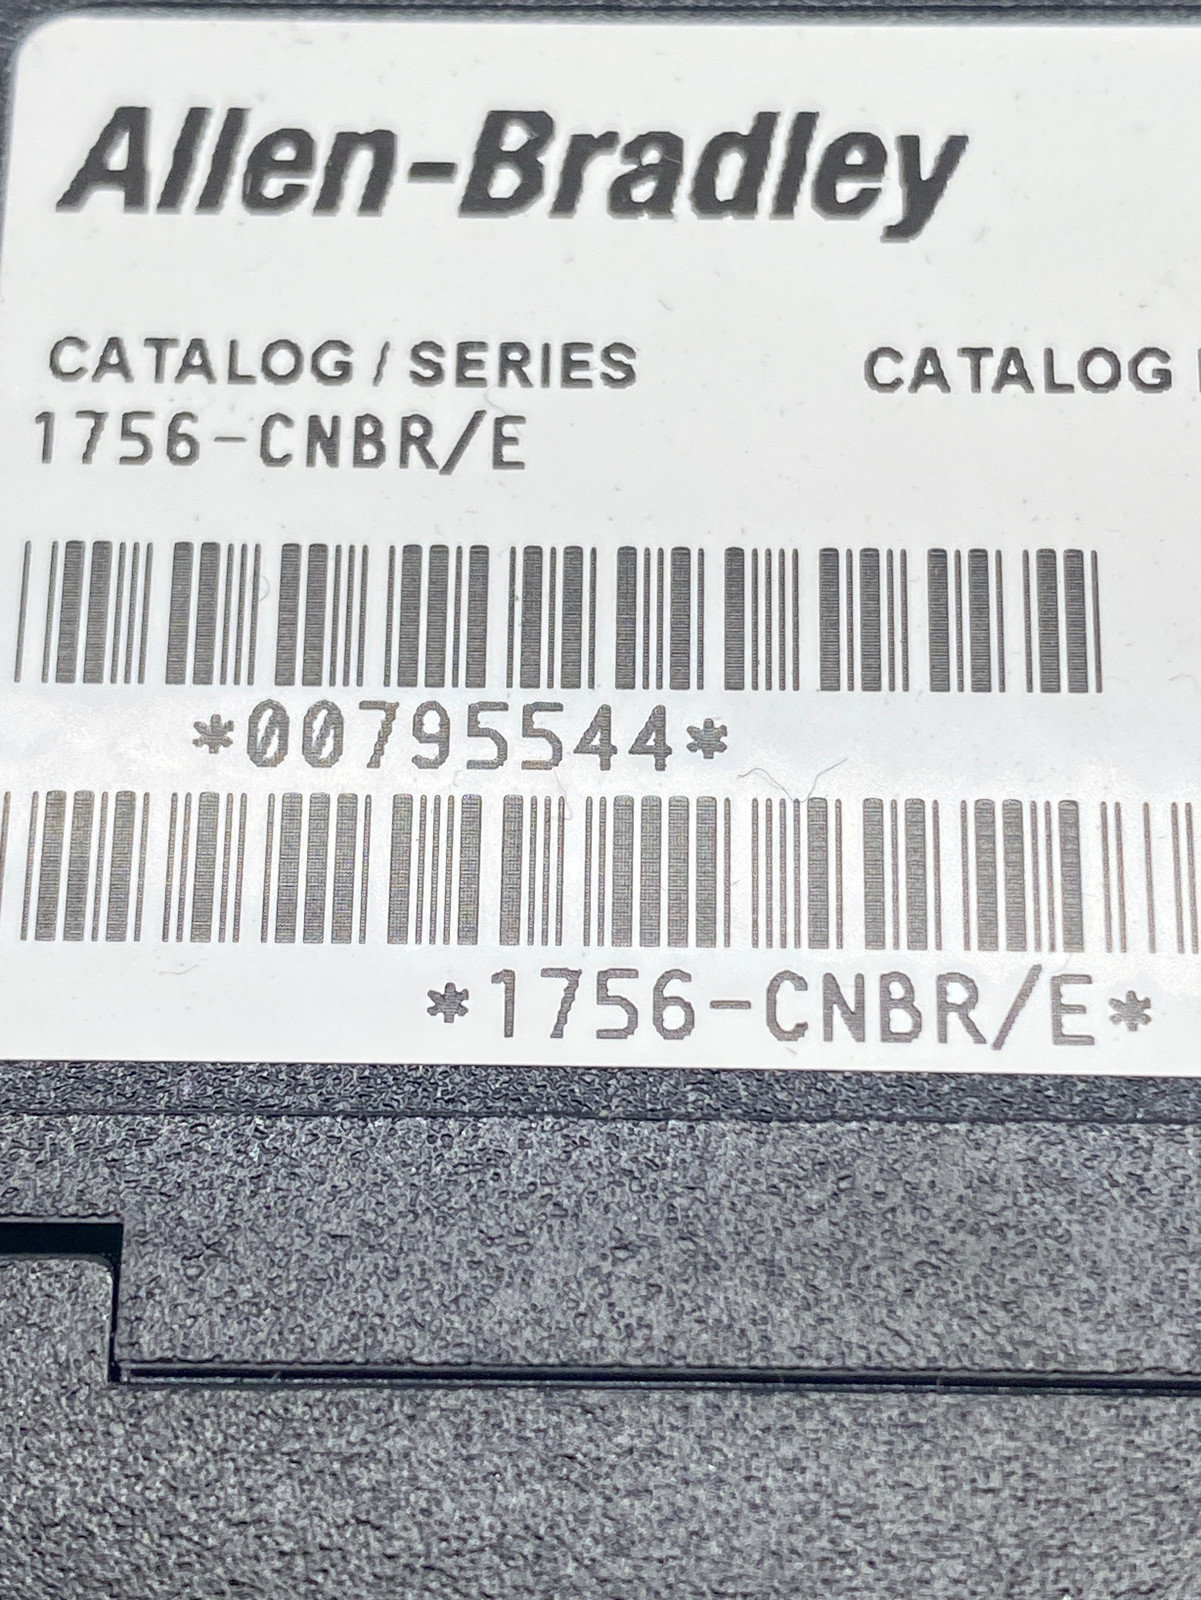 Allen-Bradley
CATALOG / SERIES CATALOG
1756-CNBR/E
*00795544*
*1756-CNBR/E*